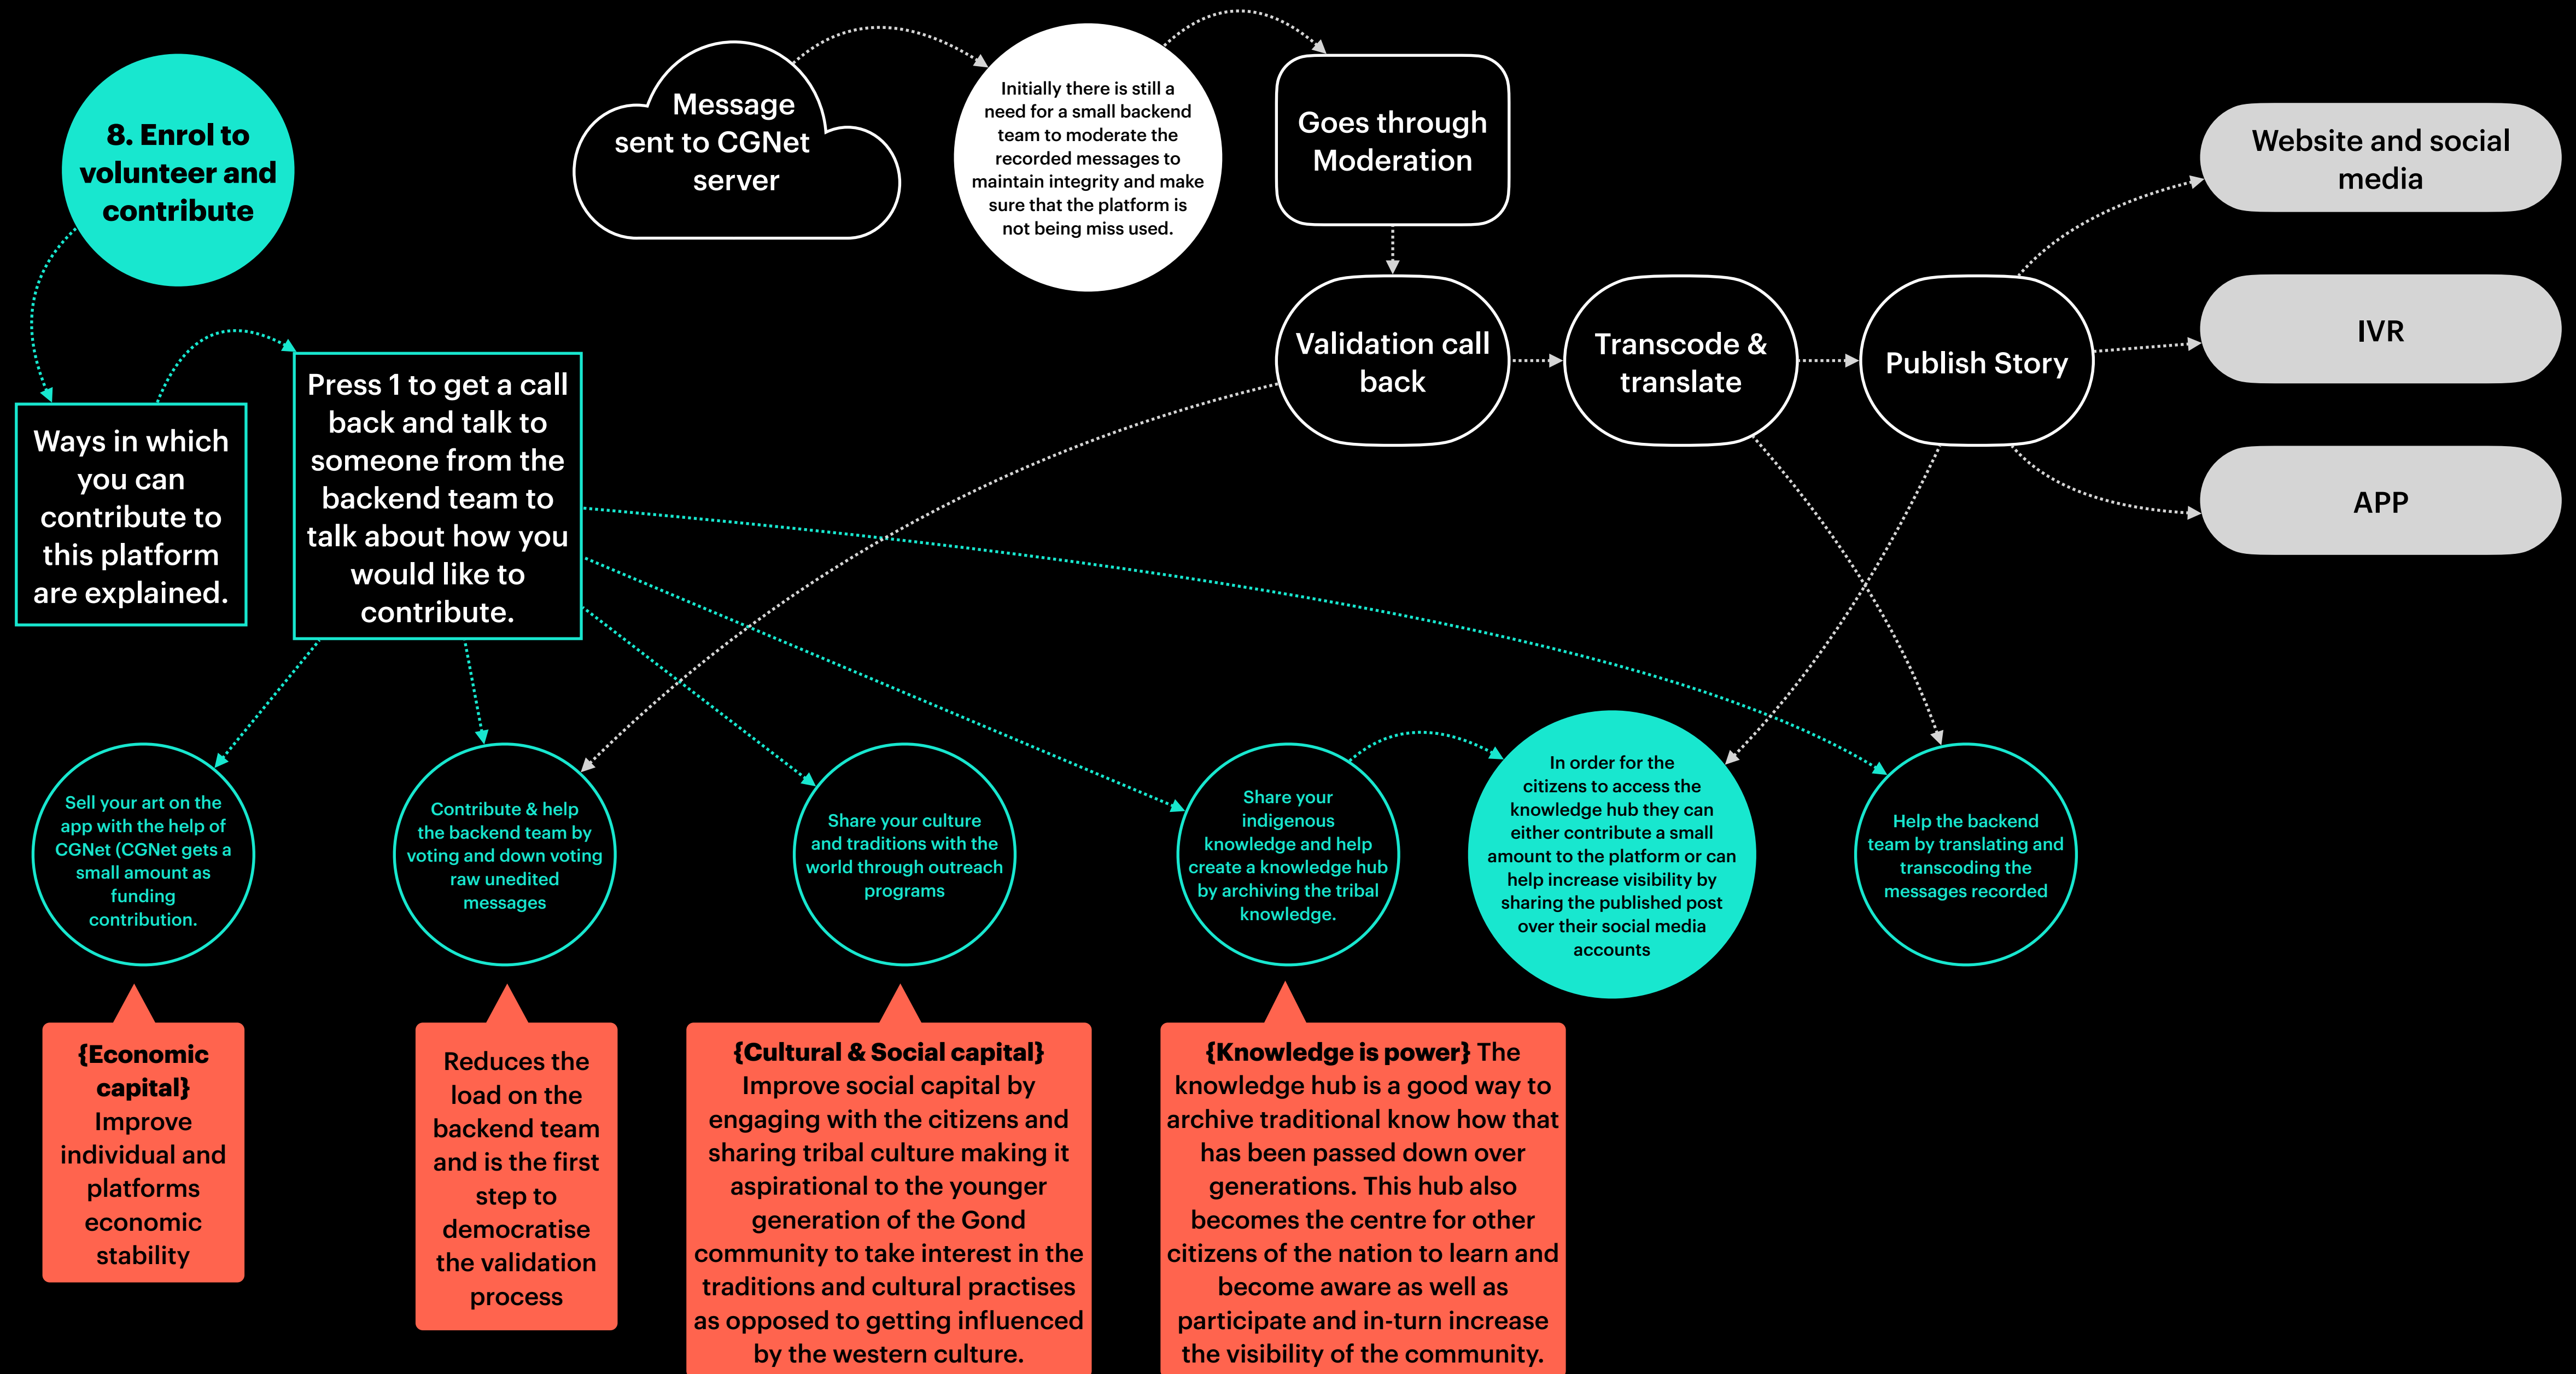 8. Enrol to
volunteer and
contribute
Message
sent to CGNet
server
Initially there is still a
need for a small backend
team to moderate the
recorded messages to
maintain integrity and make
sure that the platform is
not being miss used.
Goes through
Moderation
Website and social
media
Validation call
back
Transcode &
translate
Publish Story
IVR
APP
Ways in which
you can
contribute to
this platform
are explained.
Press 1 to get a call
back and talk to
someone from the
backend team to
talk about how you
would like to
contribute.
Sell your art on the
app with the help of
CGNet (CGNet gets a
small amount as
funding
contribution.
Contribute & help
the backend team by
voting and down voting
raw unedited
messages
Share your culture
and traditions with the
world through outreach
programs
Share your
indigenous
knowledge and help
create a knowledge hub
by archiving the tribal
knowledge.
In order for the
citizens to access the
knowledge hub they can
either contribute a small
amount to the platform or can
help increase visibility by
sharing the published post
over their social media
accounts
Help the backend
team by translating and
transcoding the
messages recorded
{Economic
capital}
Improve
individual and
platforms
economic
stability
Reduces the
load on the
backend team
and is the first
step to
democratise
the validation
process
{Cultural & Social capital}
Improve social capital by
engaging with the citizens and
sharing tribal culture making it
aspirational to the younger
generation of the Gond
community to take interest in the
traditions and cultural practises
as opposed to getting influenced
by the western culture.
{Knowledge is power} The
knowledge hub is a good way to
archive traditional know how that
has been passed down over
generations. This hub also
becomes the centre for other
citizens of the nation to learn and
become aware as well as
participate and in-turn increase
the visibility of the community.